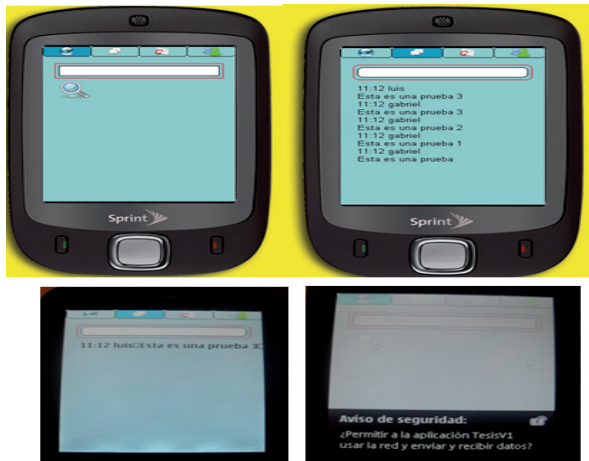 Sprint
11:12 luis
Esta es una prueba 3
11:12 gabriel
Esta es una prueba 3
11:12 gabriel
Esta es una prueba 2
11:12 gabriel
Esta es una prueba 1
11:12 gabriel
Esta es una prueba
Sprint
11:12 luis□Esta es una prueba 3□
Aviso de seguridad:
¿Permitir a la aplicación TesisV1
usar la red y enviar y recibir datos?